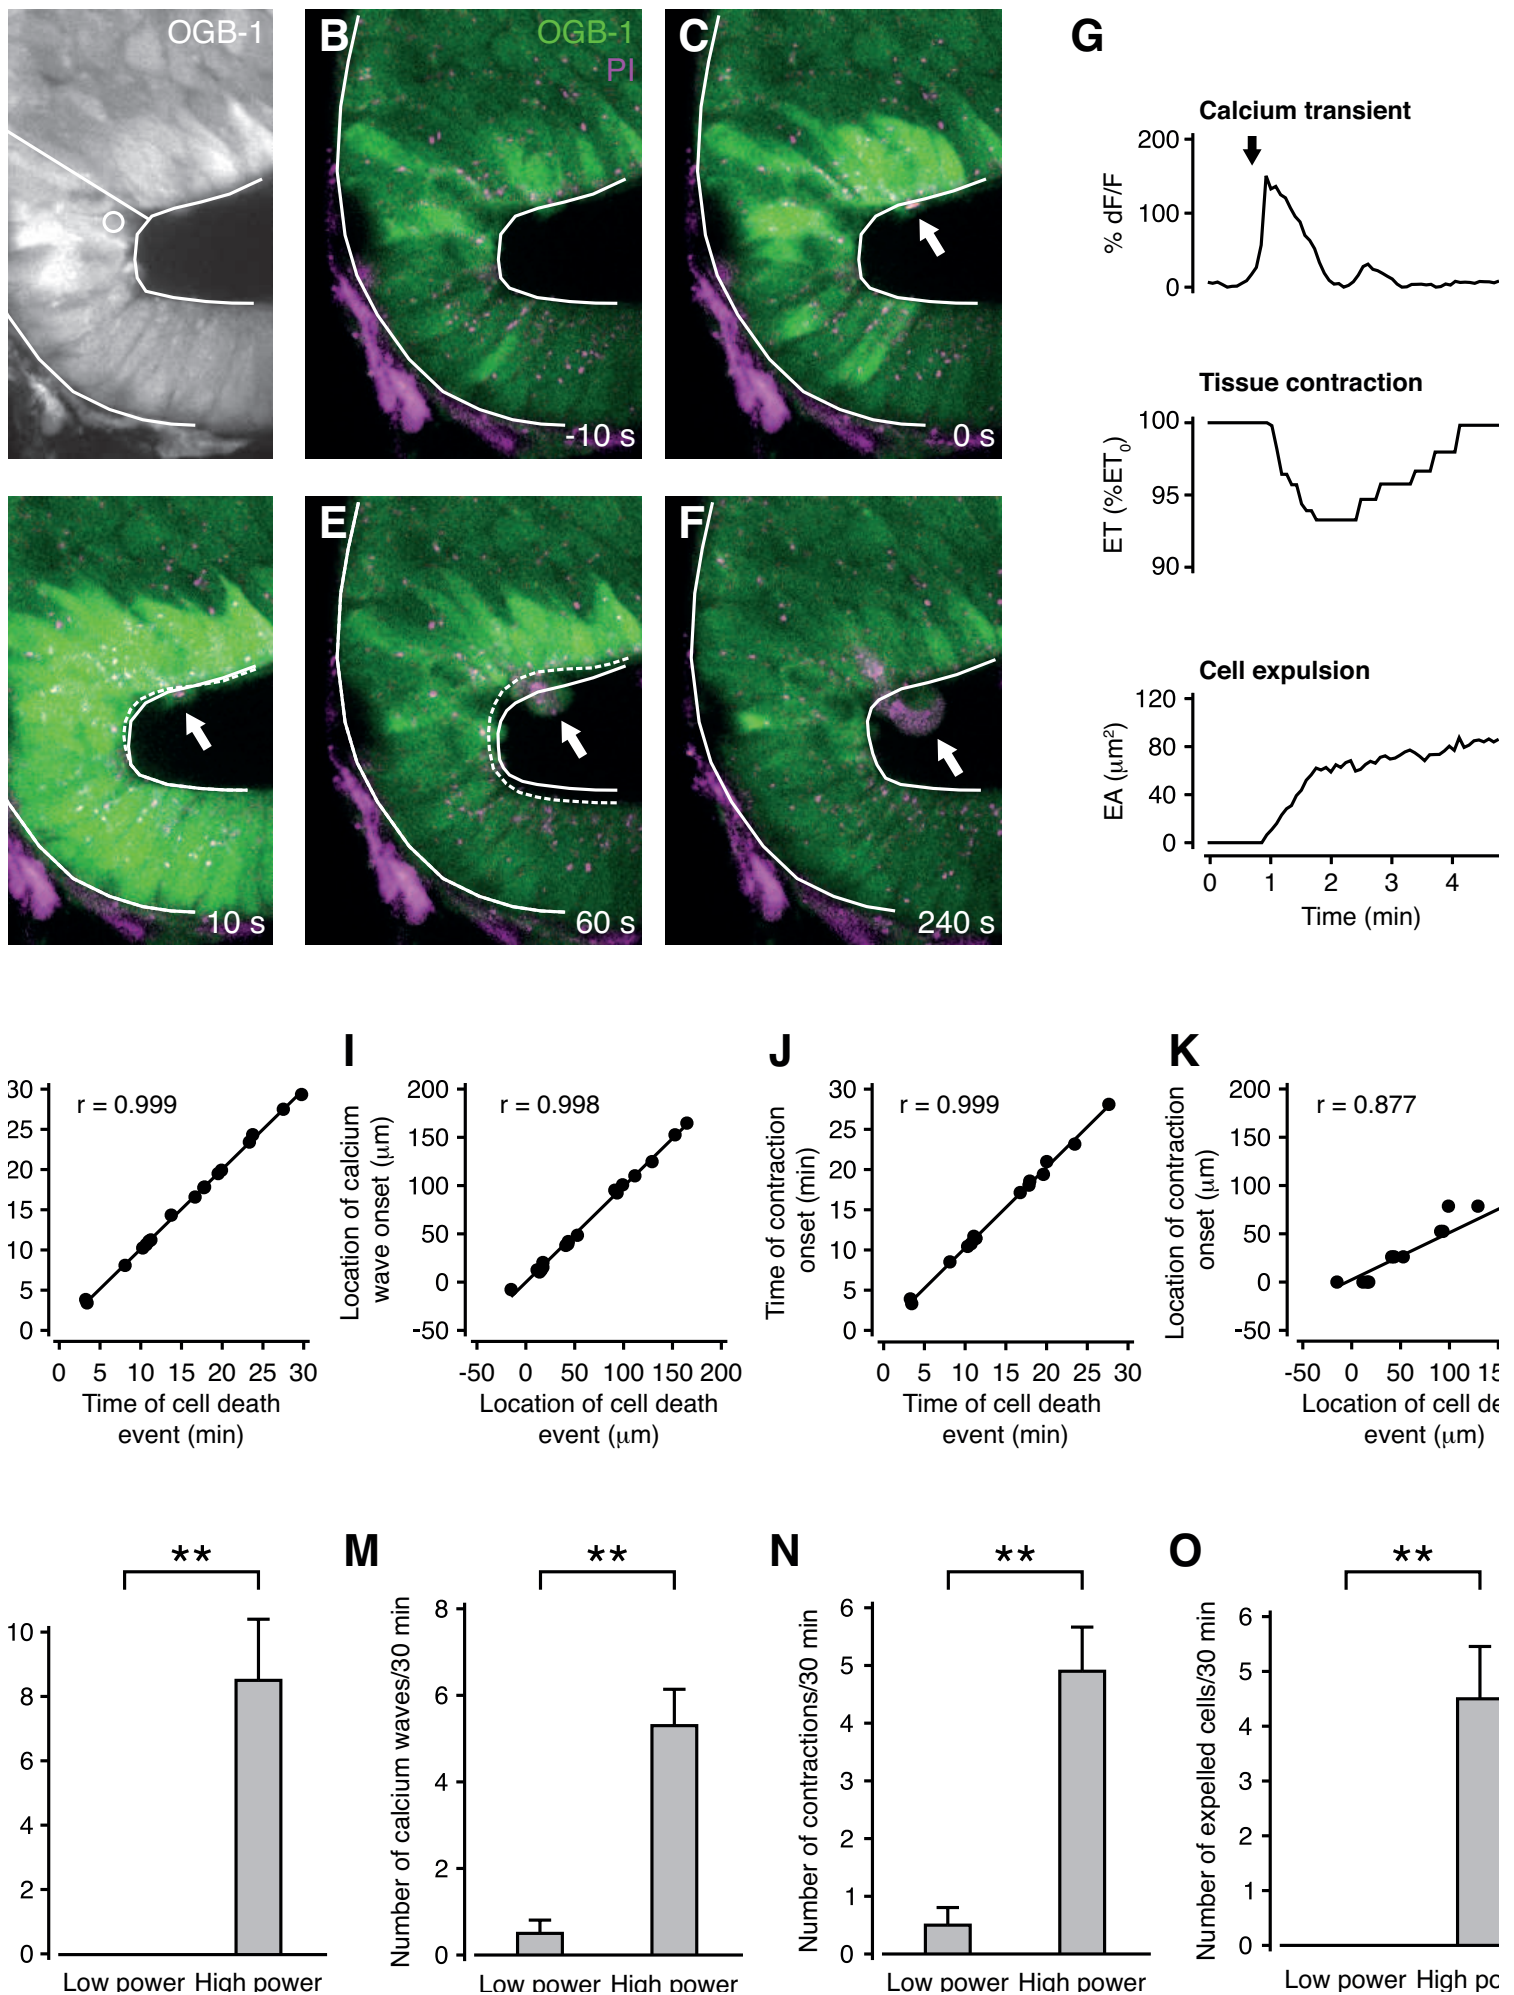 OGB-1
B
OGB-1
PI
-10 s
C
0 s
10 s
E
60 s
F
240 s
G
Calcium transient
% dF/F
200
100
0
Tissue contraction
ET (%ET0)
100
95
90
Cell expulsion
EA (μm²)
120
80
40
0
0 1 2 3 4
Time (min)
r = 0.999
30
25
20
15
10
5
0
0 5 10 15 20 25 30
Time of cell death
event (min)
I
Location of calcium
wave onset (μm)
r = 0.998
200
150
100
50
0
-50
-50 0 50 100 150 200
Location of cell death
event (μm)
J
Time of contraction
onset (min)
r = 0.999
30
25
20
15
10
5
0
0 5 10 15 20 25 30
Time of cell death
event (min)
K
Location of contraction
onset (μm)
r = 0.877
200
150
100
50
0
-50
-50 0 50 100 15
Location of cell de
event (μm)
**
10
8
6
4
2
0
Low power High power
M
Number of calcium waves/30 min
**
8
6
4
2
0
Low power High power
N
Number of contractions/30 min
**
6
5
4
3
2
1
0
Low power High power
O
Number of expelled cells/30 min
**
6
5
4
3
2
1
0
Low power High po